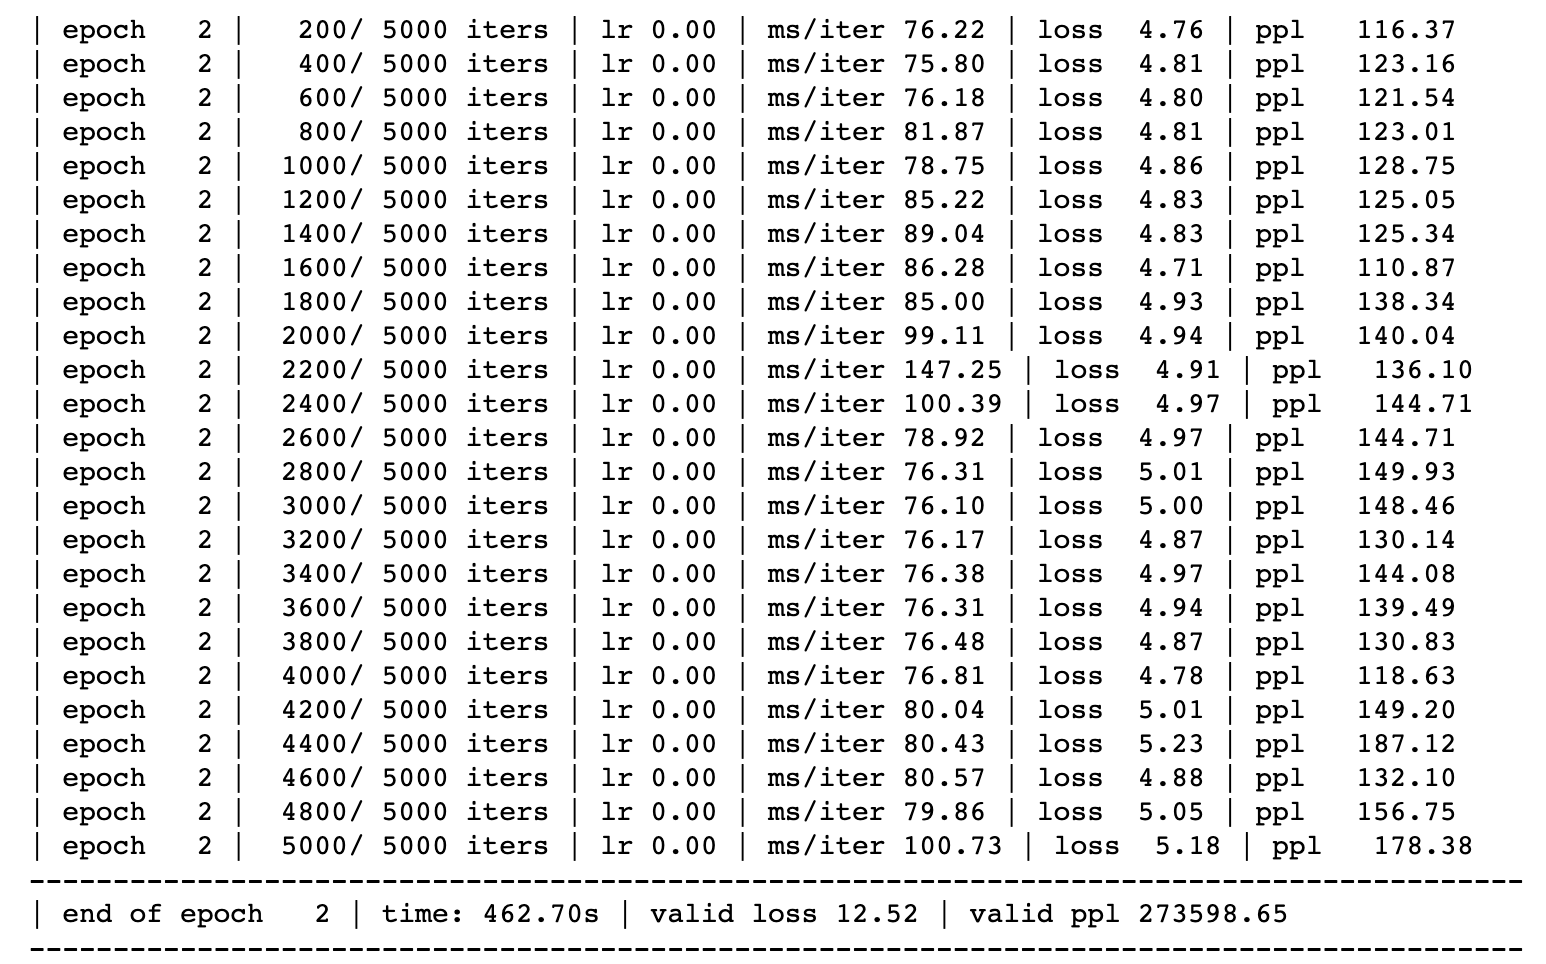 | epoch   2 |   200/ 5000 iters | lr 0.00 | ms/iter 76.22 | loss  4.76 | ppl   116.37
| epoch   2 |   400/ 5000 iters | lr 0.00 | ms/iter 75.80 | loss  4.81 | ppl   123.16
| epoch   2 |   600/ 5000 iters | lr 0.00 | ms/iter 76.18 | loss  4.80 | ppl   121.54
| epoch   2 |   800/ 5000 iters | lr 0.00 | ms/iter 81.87 | loss  4.81 | ppl   123.01
| epoch   2 |  1000/ 5000 iters | lr 0.00 | ms/iter 78.75 | loss  4.86 | ppl   128.75
| epoch   2 |  1200/ 5000 iters | lr 0.00 | ms/iter 85.22 | loss  4.83 | ppl   125.05
| epoch   2 |  1400/ 5000 iters | lr 0.00 | ms/iter 89.04 | loss  4.83 | ppl   125.34
| epoch   2 |  1600/ 5000 iters | lr 0.00 | ms/iter 86.28 | loss  4.71 | ppl   110.87
| epoch   2 |  1800/ 5000 iters | lr 0.00 | ms/iter 85.00 | loss  4.93 | ppl   138.34
| epoch   2 |  2000/ 5000 iters | lr 0.00 | ms/iter 99.11 | loss  4.94 | ppl   140.04
| epoch   2 |  2200/ 5000 iters | lr 0.00 | ms/iter 147.25 | loss  4.91 | ppl   136.10
| epoch   2 |  2400/ 5000 iters | lr 0.00 | ms/iter 100.39 | loss  4.97 | ppl   144.71
| epoch   2 |  2600/ 5000 iters | lr 0.00 | ms/iter 78.92 | loss  4.97 | ppl   144.71
| epoch   2 |  2800/ 5000 iters | lr 0.00 | ms/iter 76.31 | loss  5.01 | ppl   149.93
| epoch   2 |  3000/ 5000 iters | lr 0.00 | ms/iter 76.10 | loss  5.00 | ppl   148.46
| epoch   2 |  3200/ 5000 iters | lr 0.00 | ms/iter 76.17 | loss  4.87 | ppl   130.14
| epoch   2 |  3400/ 5000 iters | lr 0.00 | ms/iter 76.38 | loss  4.97 | ppl   144.08
| epoch   2 |  3600/ 5000 iters | lr 0.00 | ms/iter 76.31 | loss  4.94 | ppl   139.49
| epoch   2 |  3800/ 5000 iters | lr 0.00 | ms/iter 76.48 | loss  4.87 | ppl   130.83
| epoch   2 |  4000/ 5000 iters | lr 0.00 | ms/iter 76.81 | loss  4.78 | ppl   118.63
| epoch   2 |  4200/ 5000 iters | lr 0.00 | ms/iter 80.04 | loss  5.01 | ppl   149.20
| epoch   2 |  4400/ 5000 iters | lr 0.00 | ms/iter 80.43 | loss  5.23 | ppl   187.12
| epoch   2 |  4600/ 5000 iters | lr 0.00 | ms/iter 80.57 | loss  4.88 | ppl   132.10
| epoch   2 |  4800/ 5000 iters | lr 0.00 | ms/iter 79.86 | loss  5.05 | ppl   156.75
| epoch   2 |  5000/ 5000 iters | lr 0.00 | ms/iter 100.73 | loss  5.18 | ppl   178.38
-----------------------------------------------------------------------------------------
| end of epoch   2 | time: 462.70s | valid loss 12.52 | valid ppl 273598.65
-----------------------------------------------------------------------------------------